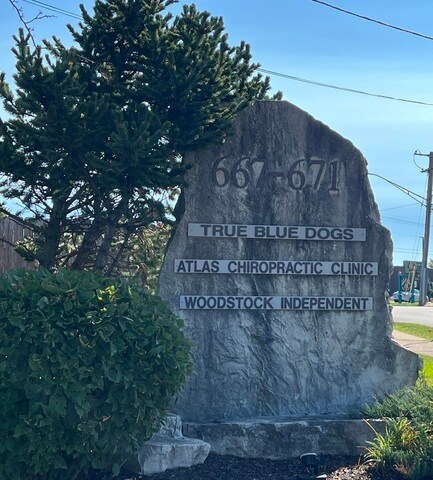 667-671
TRUE BLUE DOGS
ATLAS CHIROPRACTIC CLINIC
WOODSTOCK INDEPENDENT